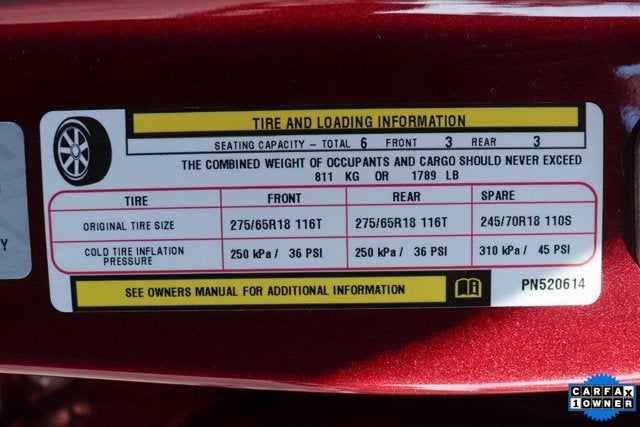 TIRE AND LOADING INFORMATION
SEATING CAPACITY - TOTAL 6 FRONT 3 REAR 3
THE COMBINED WEIGHT OF OCCUPANTS AND CARGO SHOULD NEVER EXCEED
811 KG OR 1789 LB
TIRE FRONT REAR SPARE
ORIGINAL TIRE SIZE 275/65R18 116T 275/65R18 116T 245/70R18 110S
COLD TIRE INFLATION PRESSURE 250 kPa / 36 PSI 250 kPa / 36 PSI 310 kPa / 45 PSI
SEE OWNERS MANUAL FOR ADDITIONAL INFORMATION
PN520614
Y
CARFAX
1 OWNER